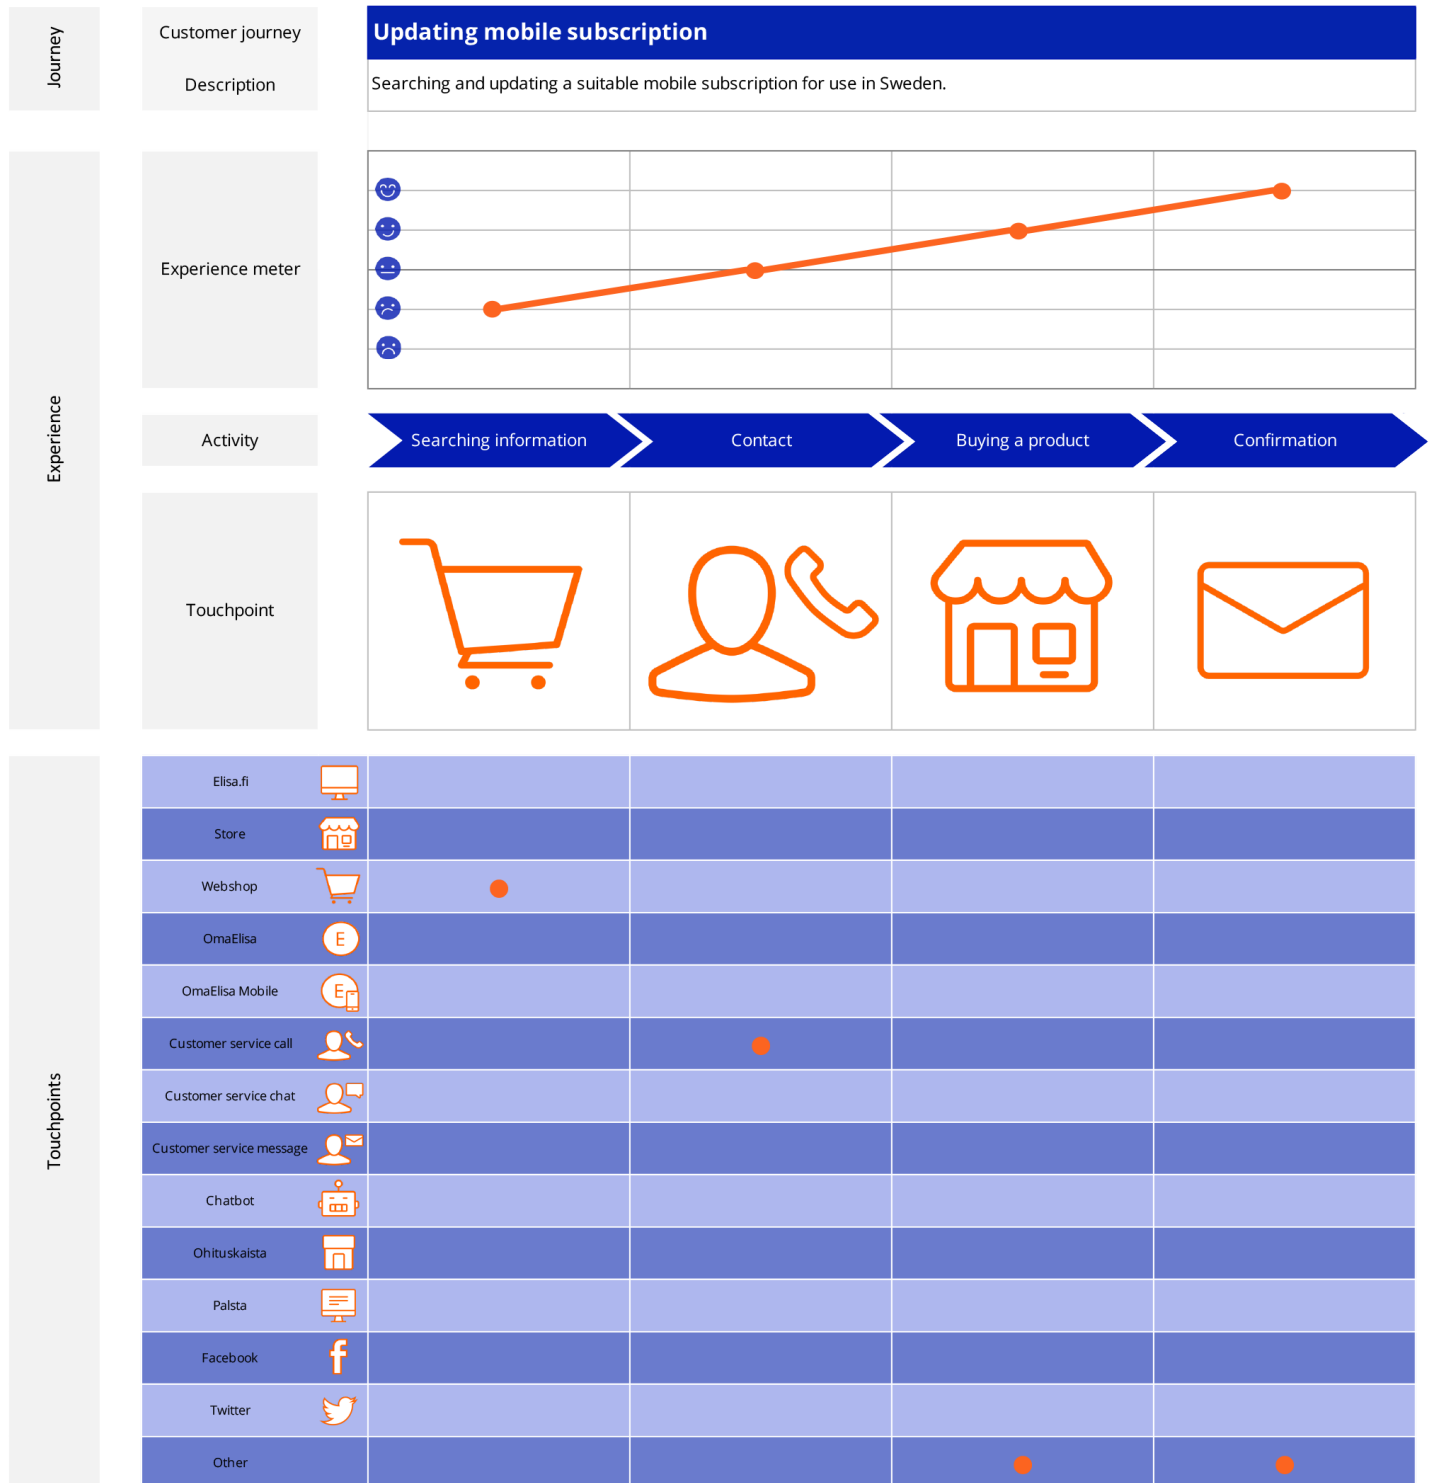 Journey
Customer journey
Updating mobile subscription
Description
Searching and updating a suitable mobile subscription for use in Sweden.
Experience
Experience meter
Activity
Searching information
Contact
Buying a product
Confirmation
Touchpoint
Touchpoints
Elisa.fi
Store
Webshop
OmaElisa
E
OmaElisa Mobile
E
Customer service call
Customer service chat
Customer service message
Chatbot
Ohituskaista
Palsta
Facebook
f
Twitter
Other